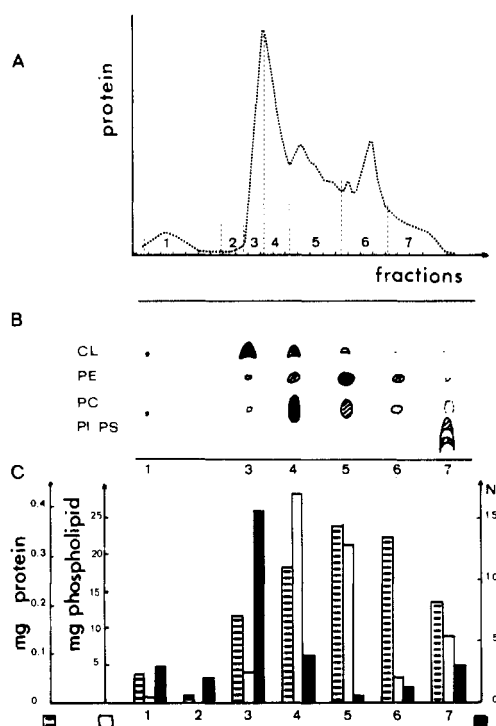 A
protein
1 2 3 4 5 6 7
fractions
B
CL
PE
PC
PI PS
1 3 4 5 6 7
C
mg protein
0.4
0.3
0.2
0.1
0
mg phospholipid
25
20
15
10
5
N
15
10
5
0
1 2 3 4 5 6 7